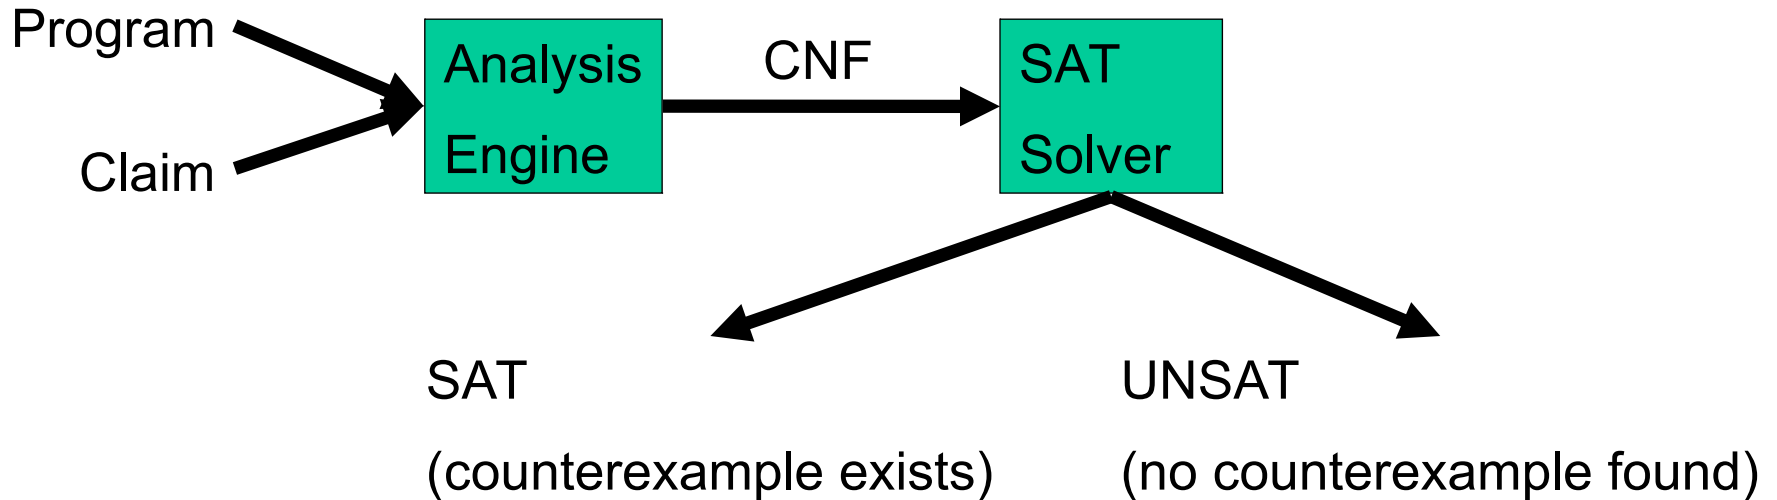 Program
Claim
Analysis
Engine
CNF
SAT
Solver
SAT
(counterexample exists)
UNSAT
(no counterexample found)